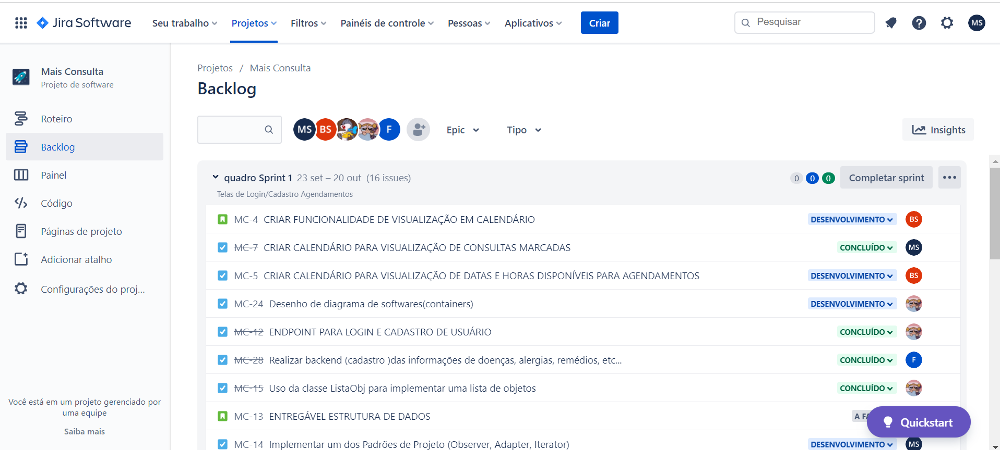 Jira Software
Seu trabalho
Projetos
Filtros
Painéis de controle
Pessoas
Aplicativos
Criar
Pesquisar
MS
Mais Consulta
Projeto de software
Roteiro
Backlog
Painel
Código
Páginas de projeto
Adicionar atalho
Configurações do proj...
Você está em um projeto gerenciado por
uma equipe
Saiba mais
Projetos / Mais Consulta
Backlog
MS BS F
Epic
Tipo
Insights
quadro Sprint 1 23 set – 20 out (16 issues)
0 0 0
Completar sprint
Telas de Login/Cadastro Agendamentos
MC-4 CRIAR FUNCIONALIDADE DE VISUALIZAÇÃO EM CALENDÁRIO DESENVOLVIMENTO BS
MC-7 CRIAR CALENDÁRIO PARA VISUALIZAÇÃO DE CONSULTAS MARCADAS CONCLUÍDO MS
MC-5 CRIAR CALENDÁRIO PARA VISUALIZAÇÃO DE DATAS E HORAS DISPONÍVEIS PARA AGENDAMENTOS DESENVOLVIMENTO BS
MC-24 Desenho de diagrama de softwares(containers) DESENVOLVIMENTO
MC-12 ENDPOINT PARA LOGIN E CADASTRO DE USUÁRIO CONCLUÍDO
MC-28 Realizar backend (cadastro )das informações de doenças, alergias, remédios, etc... CONCLUÍDO F
MC-15 Uso da classe ListaObj para implementar uma lista de objetos CONCLUÍDO
MC-13 ENTREGÁVEL ESTRUTURA DE DADOS A
Quickstart
MC-14 Implementar um dos Padrões de Projeto (Observer, Adapter, Iterator) DESENVOLVIMENTO MS